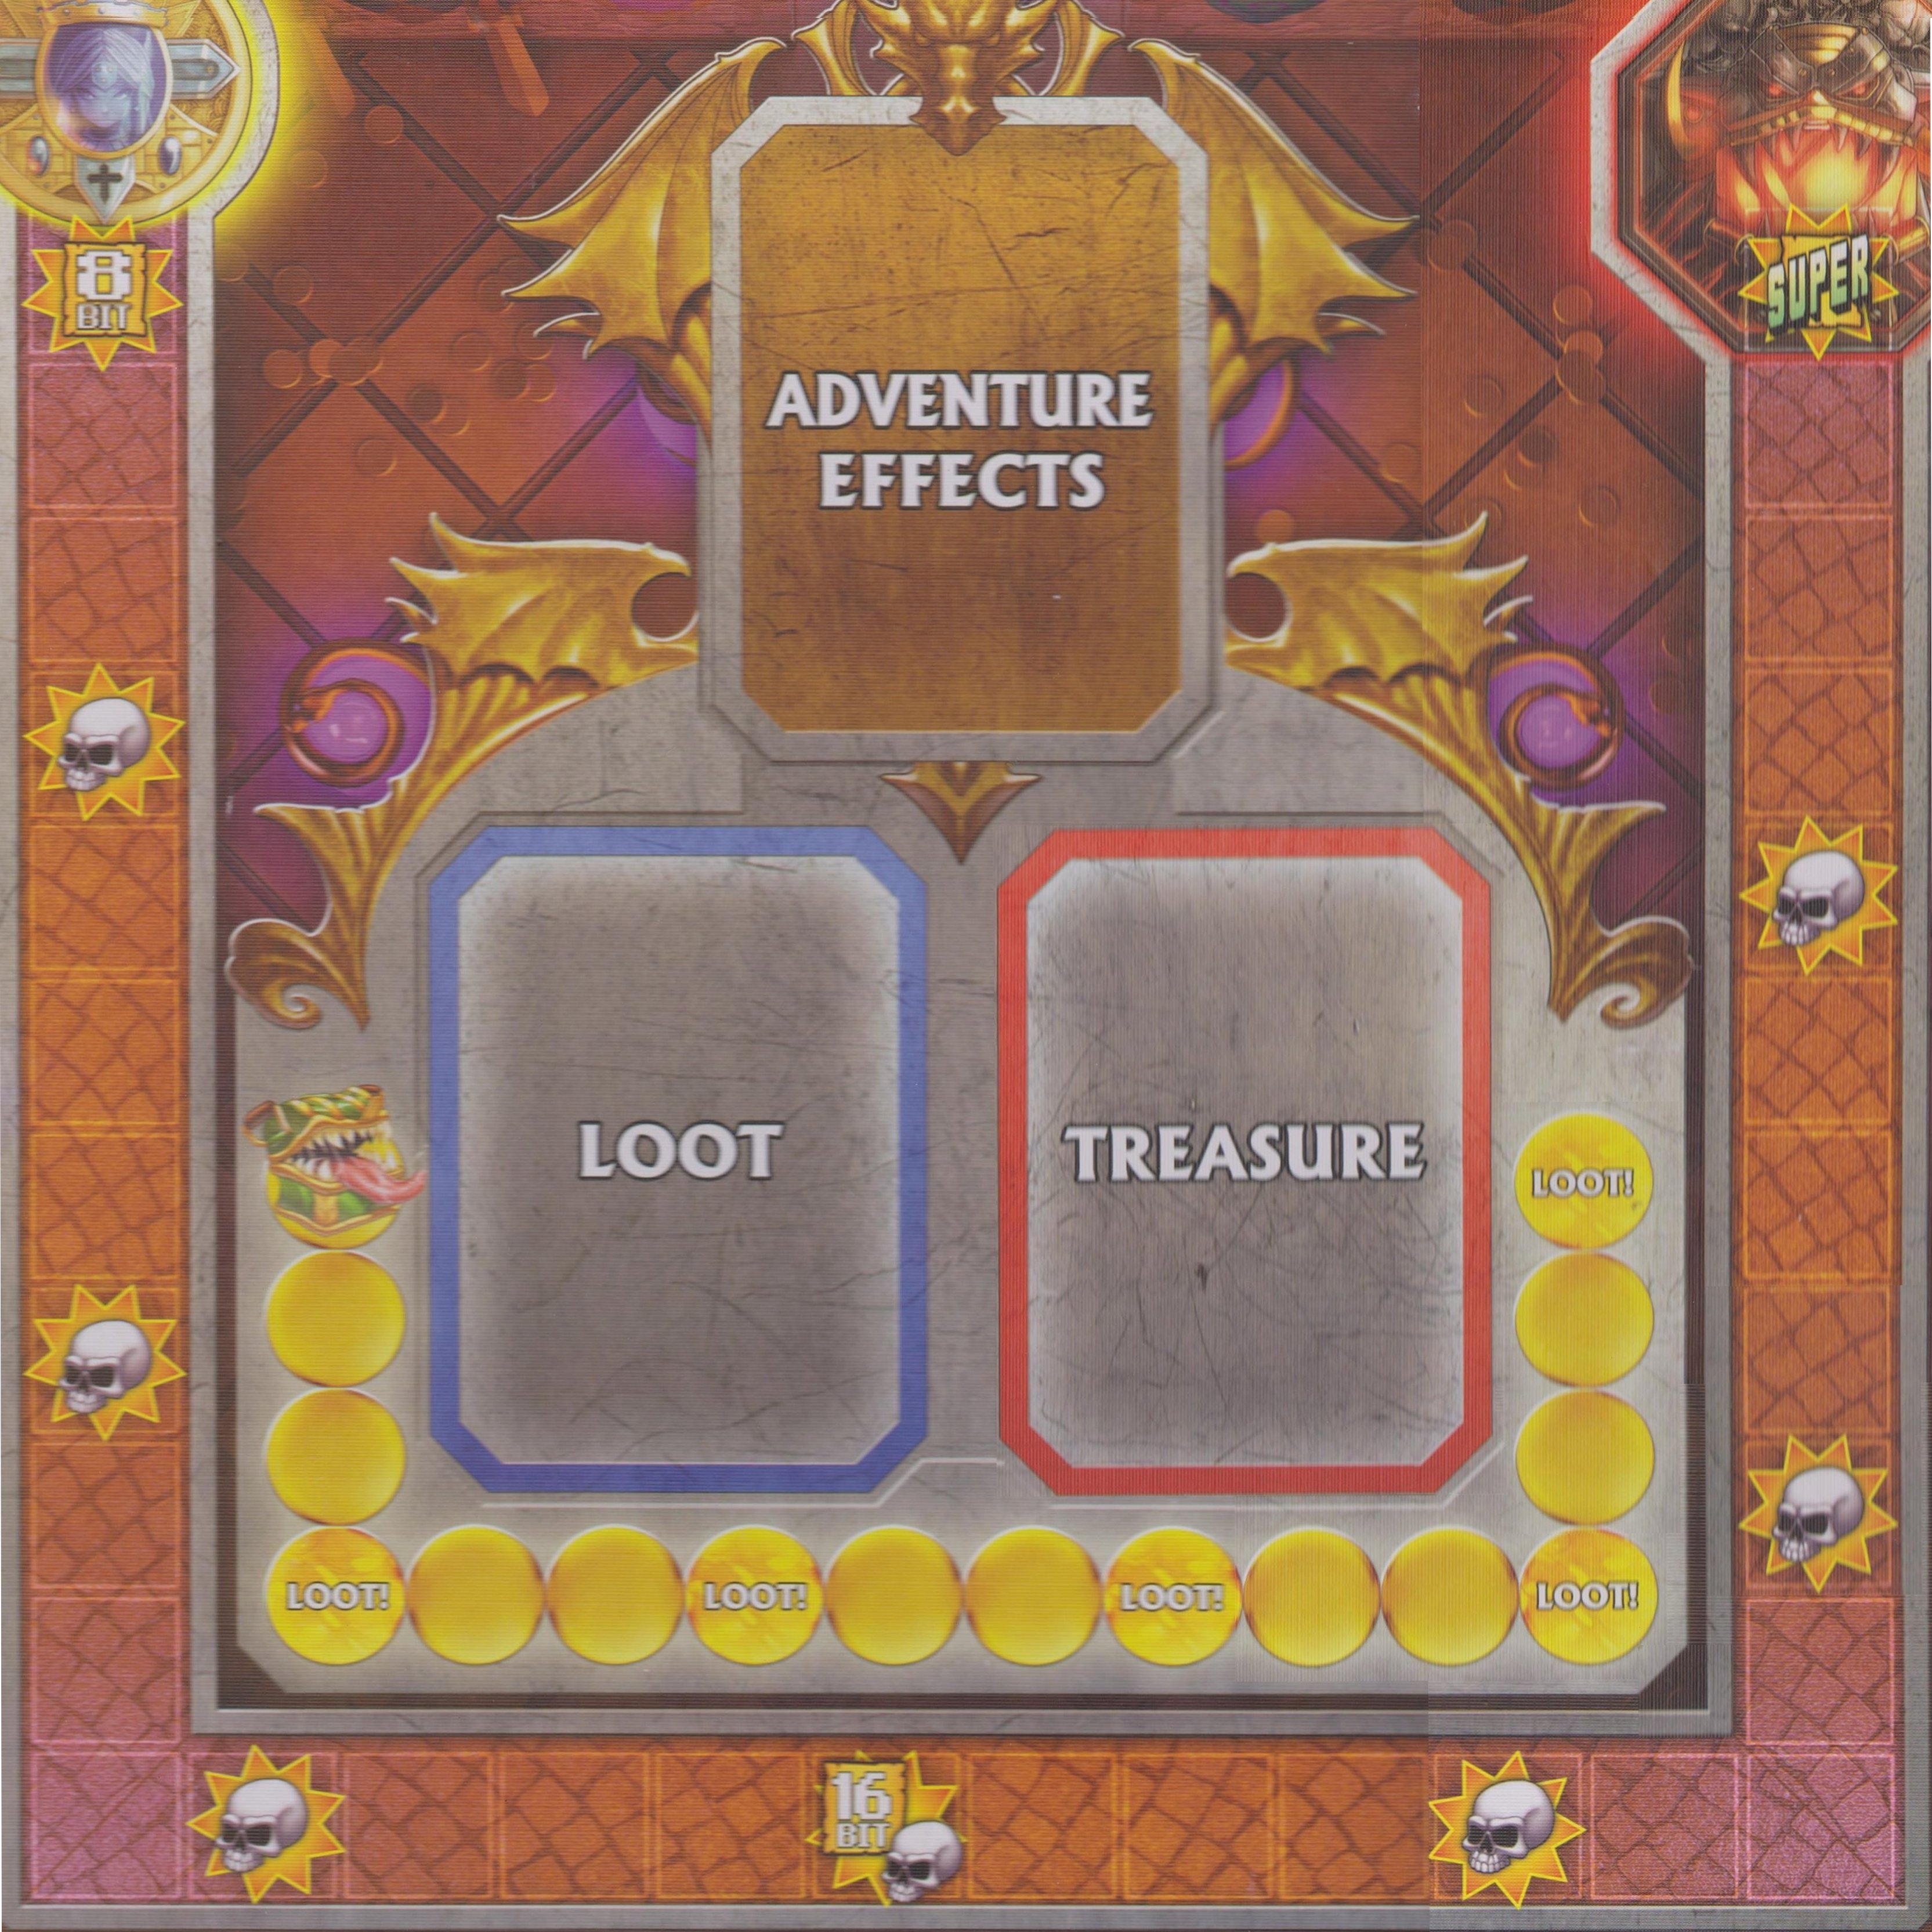 8
BIT
SUPER
ADVENTURE
EFFECTS
LOOT
TREASURE
LOOT!
LOOT!
LOOT!
LOOT!
LOOT!
16
BIT